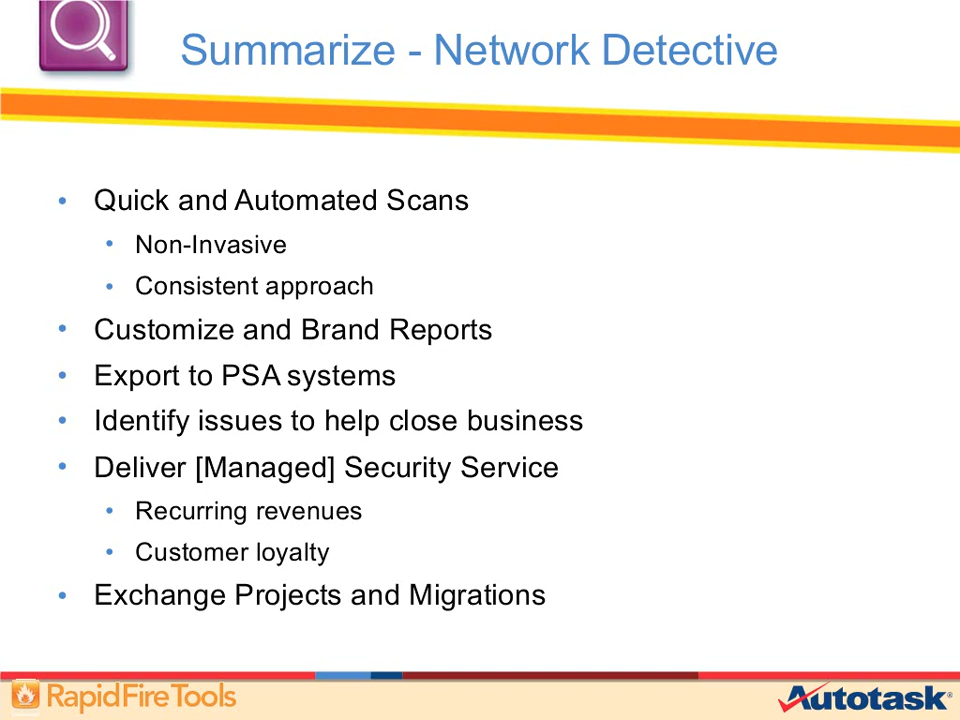 Summarize - Network Detective
• Quick and Automated Scans
• Non-Invasive
• Consistent approach
• Customize and Brand Reports
• Export to PSA systems
• Identify issues to help close business
• Deliver [Managed] Security Service
• Recurring revenues
• Customer loyalty
• Exchange Projects and Migrations
RapidFireTools
Autotask®